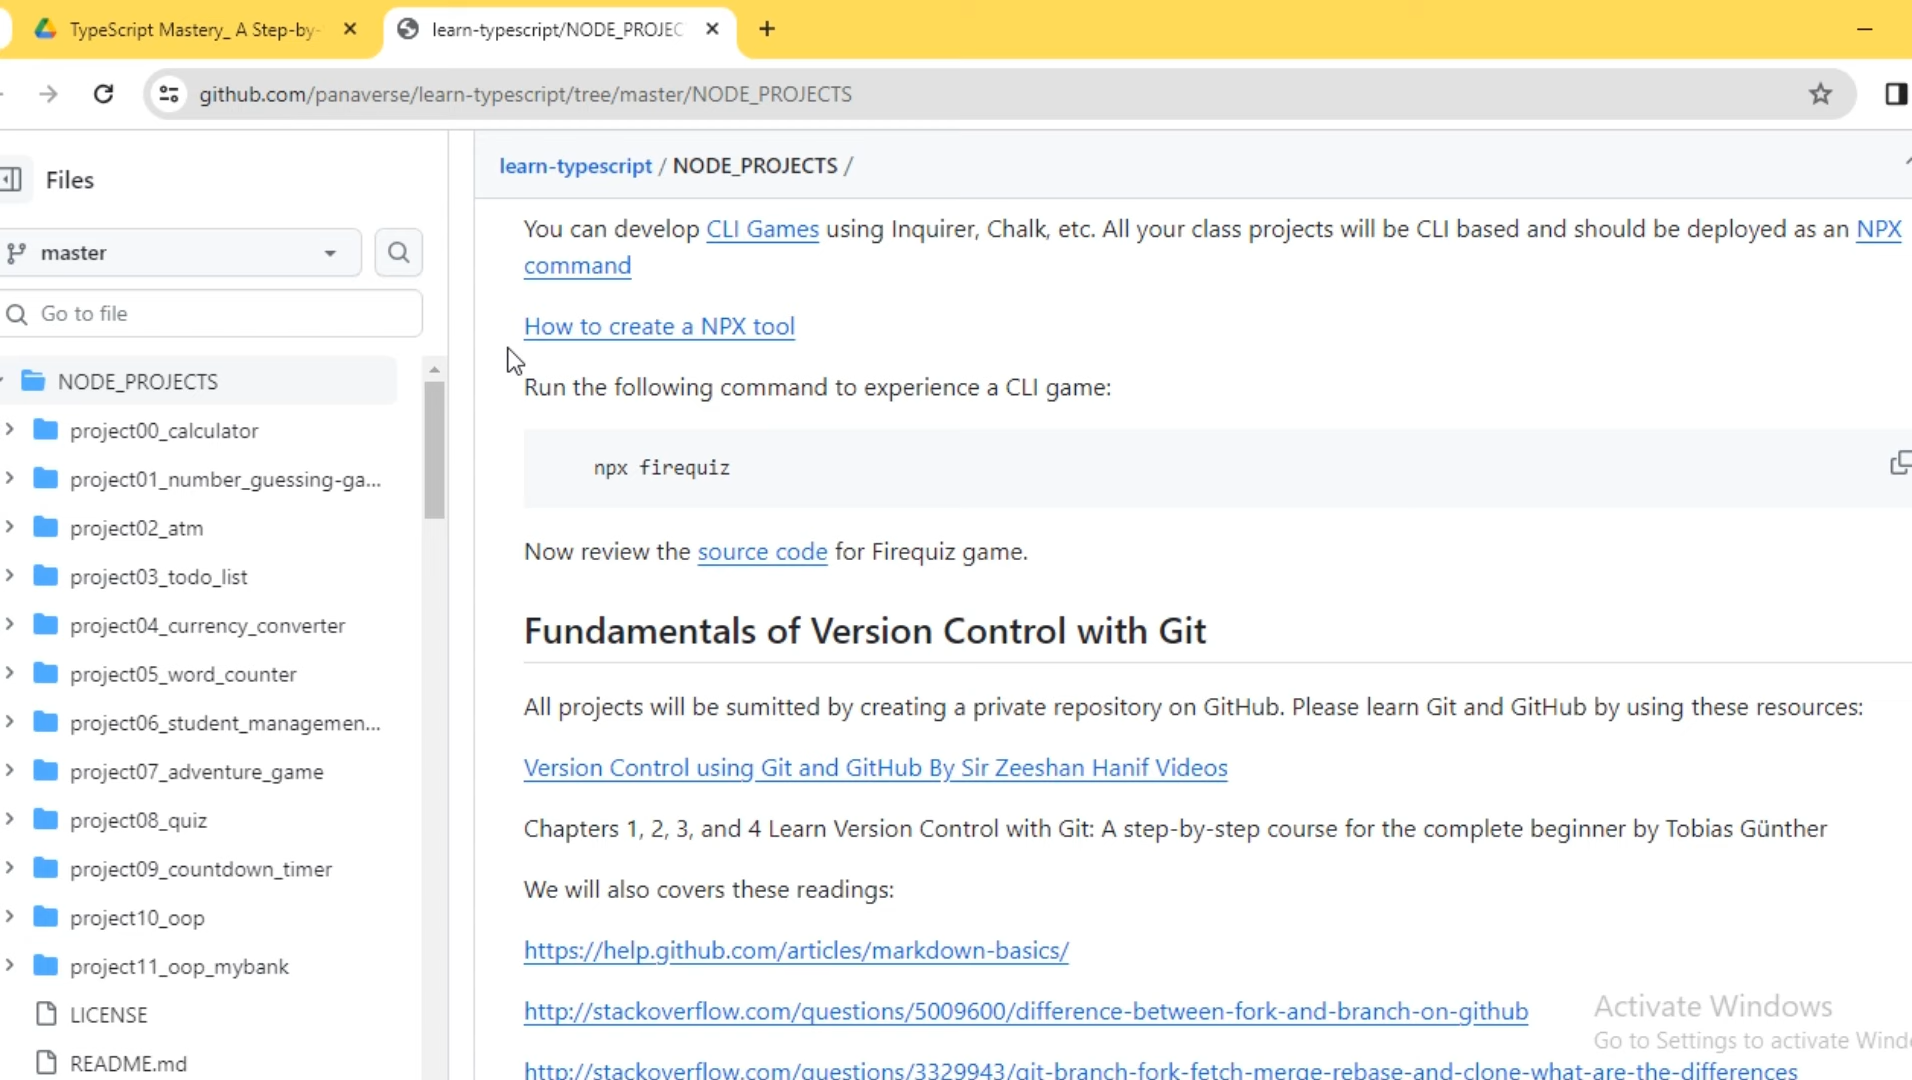 TypeScript Mastery_ A Step-by-
learn-typescript/NODE_PROJEC
github.com/panaverse/learn-typescript/tree/master/NODE_PROJECTS
Files
master
Go to file
NODE_PROJECTS
project00_calculator
project01_number_guessing-ga...
project02_atm
project03_todo_list
project04_currency_converter
project05_word_counter
project06_student_managemen...
project07_adventure_game
project08_quiz
project09_countdown_timer
project10_oop
project11_oop_mybank
LICENSE
README.md
learn-typescript / NODE_PROJECTS /
You can develop CLI Games using Inquirer, Chalk, etc. All your class projects will be CLI based and should be deployed as an NPX
command
How to create a NPX tool
Run the following command to experience a CLI game:
npx firequiz
Now review the source code for Firequiz game.
Fundamentals of Version Control with Git
All projects will be sumitted by creating a private repository on GitHub. Please learn Git and GitHub by using these resources:
Version Control using Git and GitHub By Sir Zeeshan Hanif Videos
Chapters 1, 2, 3, and 4 Learn Version Control with Git: A step-by-step course for the complete beginner by Tobias Günther
We will also covers these readings:
https://help.github.com/articles/markdown-basics/
http://stackoverflow.com/questions/5009600/difference-between-fork-and-branch-on-github
http://stackoverflow.com/questions/3329943/git-branch-fork-fetch-merge-rebase-and-clone-what-are-the-differences
Activate Windows
Go to Settings to activate Wind